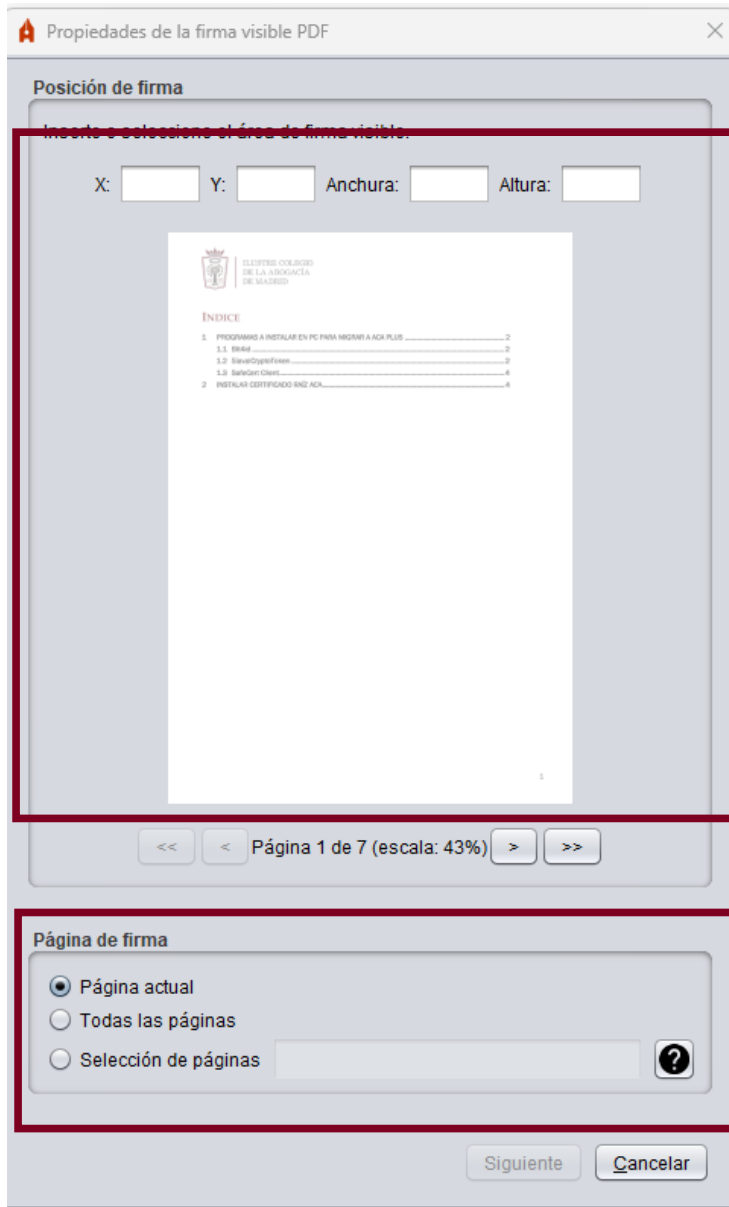 Propiedades de la firma visible PDF
Posición de firma
Inserte o seleccione el área de firma visible.
X: Y: Anchura: Altura:
ILUSTRE COLEGIO
DE LA ABOGACÍA
DE MADRID
ÍNDICE
1 PROGRAMAS A INSTALAR EN PC PARA MIGRAR A ACA PLUS 2
1.1 Bit4id 2
1.2 SlavaCryptoToken 2
1.3 SafeCert Client 4
2 INSTALAR CERTIFICADO RAÍZ ACA 4
1
<< < Página 1 de 7 (escala: 43%) > >>
Página de firma
Página actual
Todas las páginas
Selección de páginas ?
Siguiente Cancelar